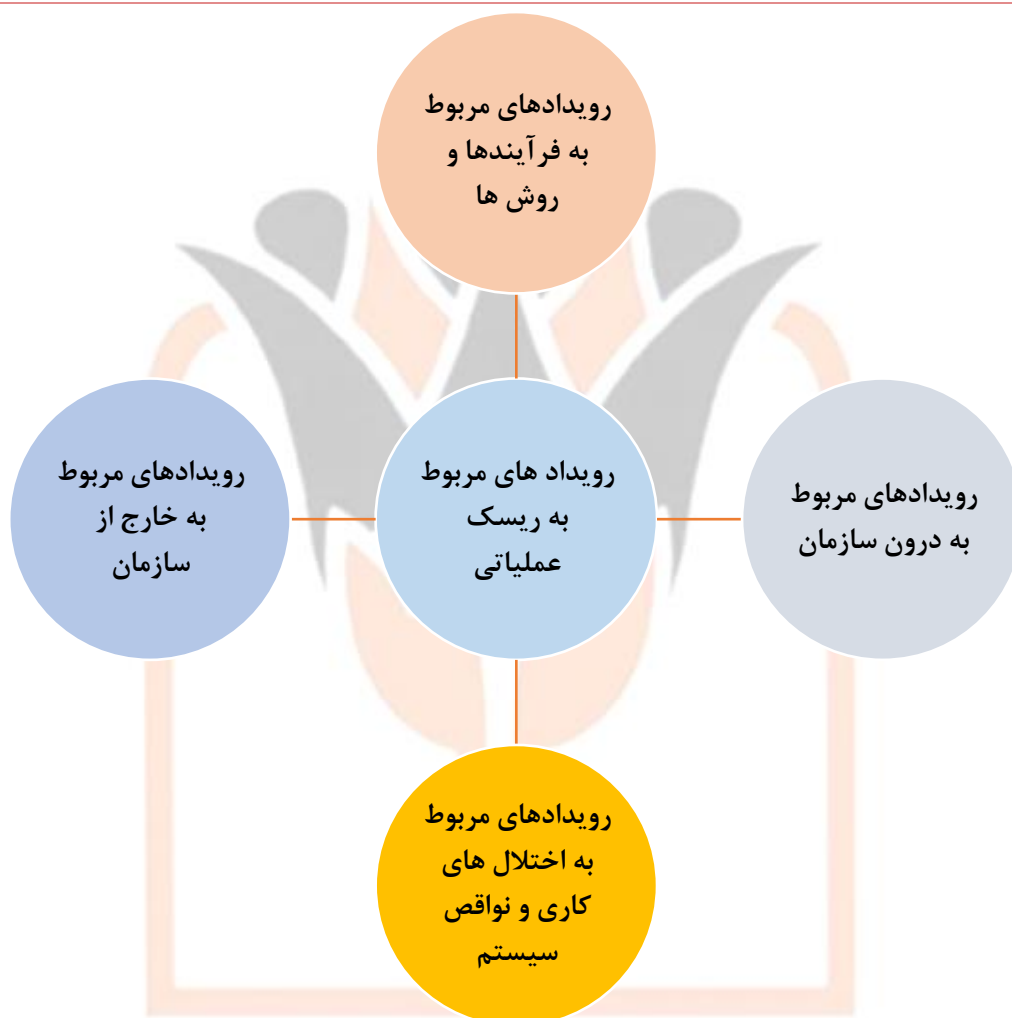 رویدادهای مربوط
به فرآیندها و
روش ها
رویدادهای مربوط
به درون سازمان
رویداد های مربوط
به ریسک
عملیاتی
رویدادهای مربوط
به خارج از
سازمان
رویدادهای مربوط
به اختلال های
کاری و نواقص
سیستم